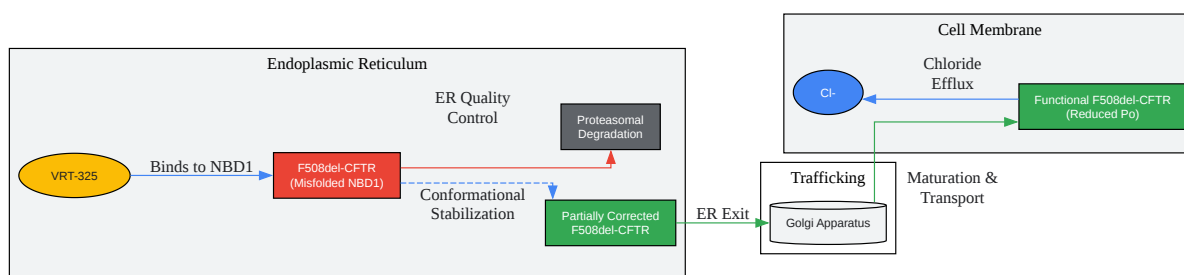 Endoplasmic Reticulum
VRT-325
Binds to NBD1
F508del-CFTR
(Misfolded NBD1)
ER Quality
Control
Proteasomal
Degradation
Conformational
Stabilization
Partially Corrected
F508del-CFTR
ER Exit
Trafficking
Golgi Apparatus
Maturation &
Transport
Cell Membrane
Cl-
Chloride
Efflux
Functional F508del-CFTR
(Reduced Po)